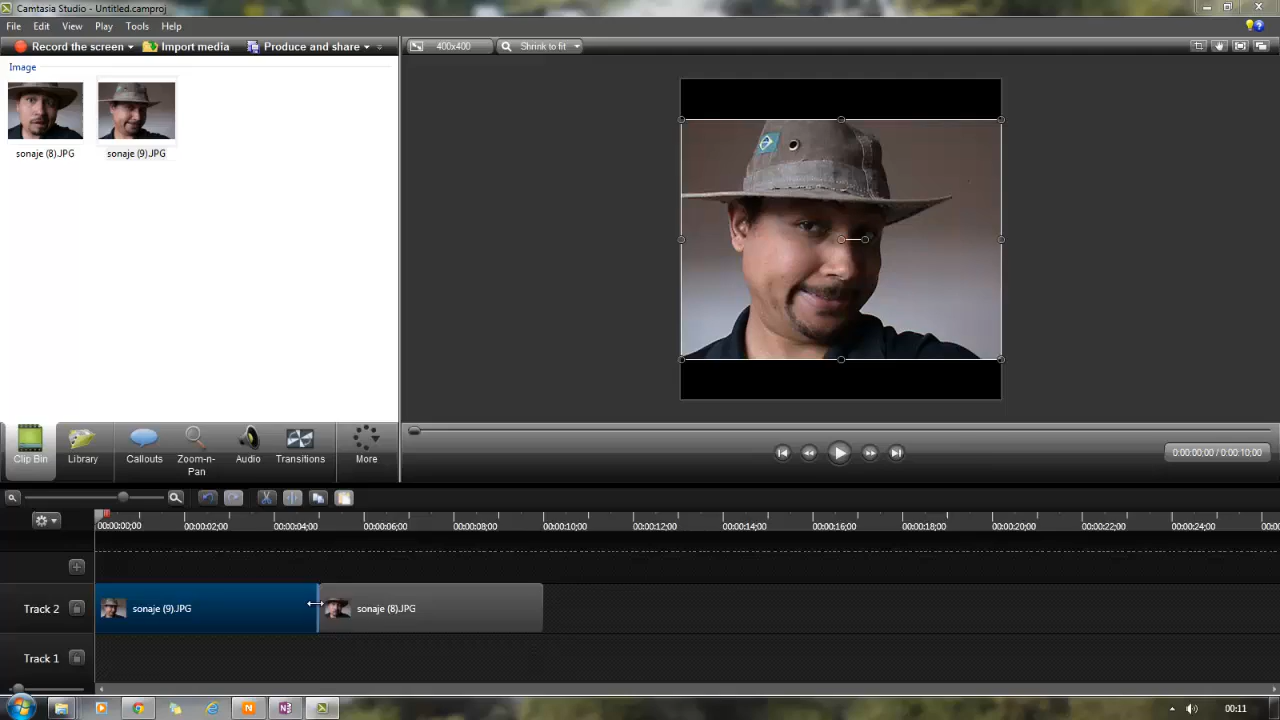 Camtasia Studio - Untitled.camproj
File Edit View Play Tools Help
Record the screen Import media Produce and share
400x400 Shrink to fit
Image
sonaje (8).JPG sonaje (9).JPG
Clip Bin Library Callouts Zoom-n-Pan Audio Transitions More
0:00:00;00 / 0:00:10;00
00:00:00;00 00:00:02;00 00:00:04;00 00:00:06;00 00:00:08;00 00:00:10;00 00:00:12;00 00:00:14;00 00:00:16;00 00:00:18;00 00:00:20;00 00:00:22;00 00:00:24;00
Track 2 sonaje (9).JPG sonaje (8).JPG
Track 1
00:11